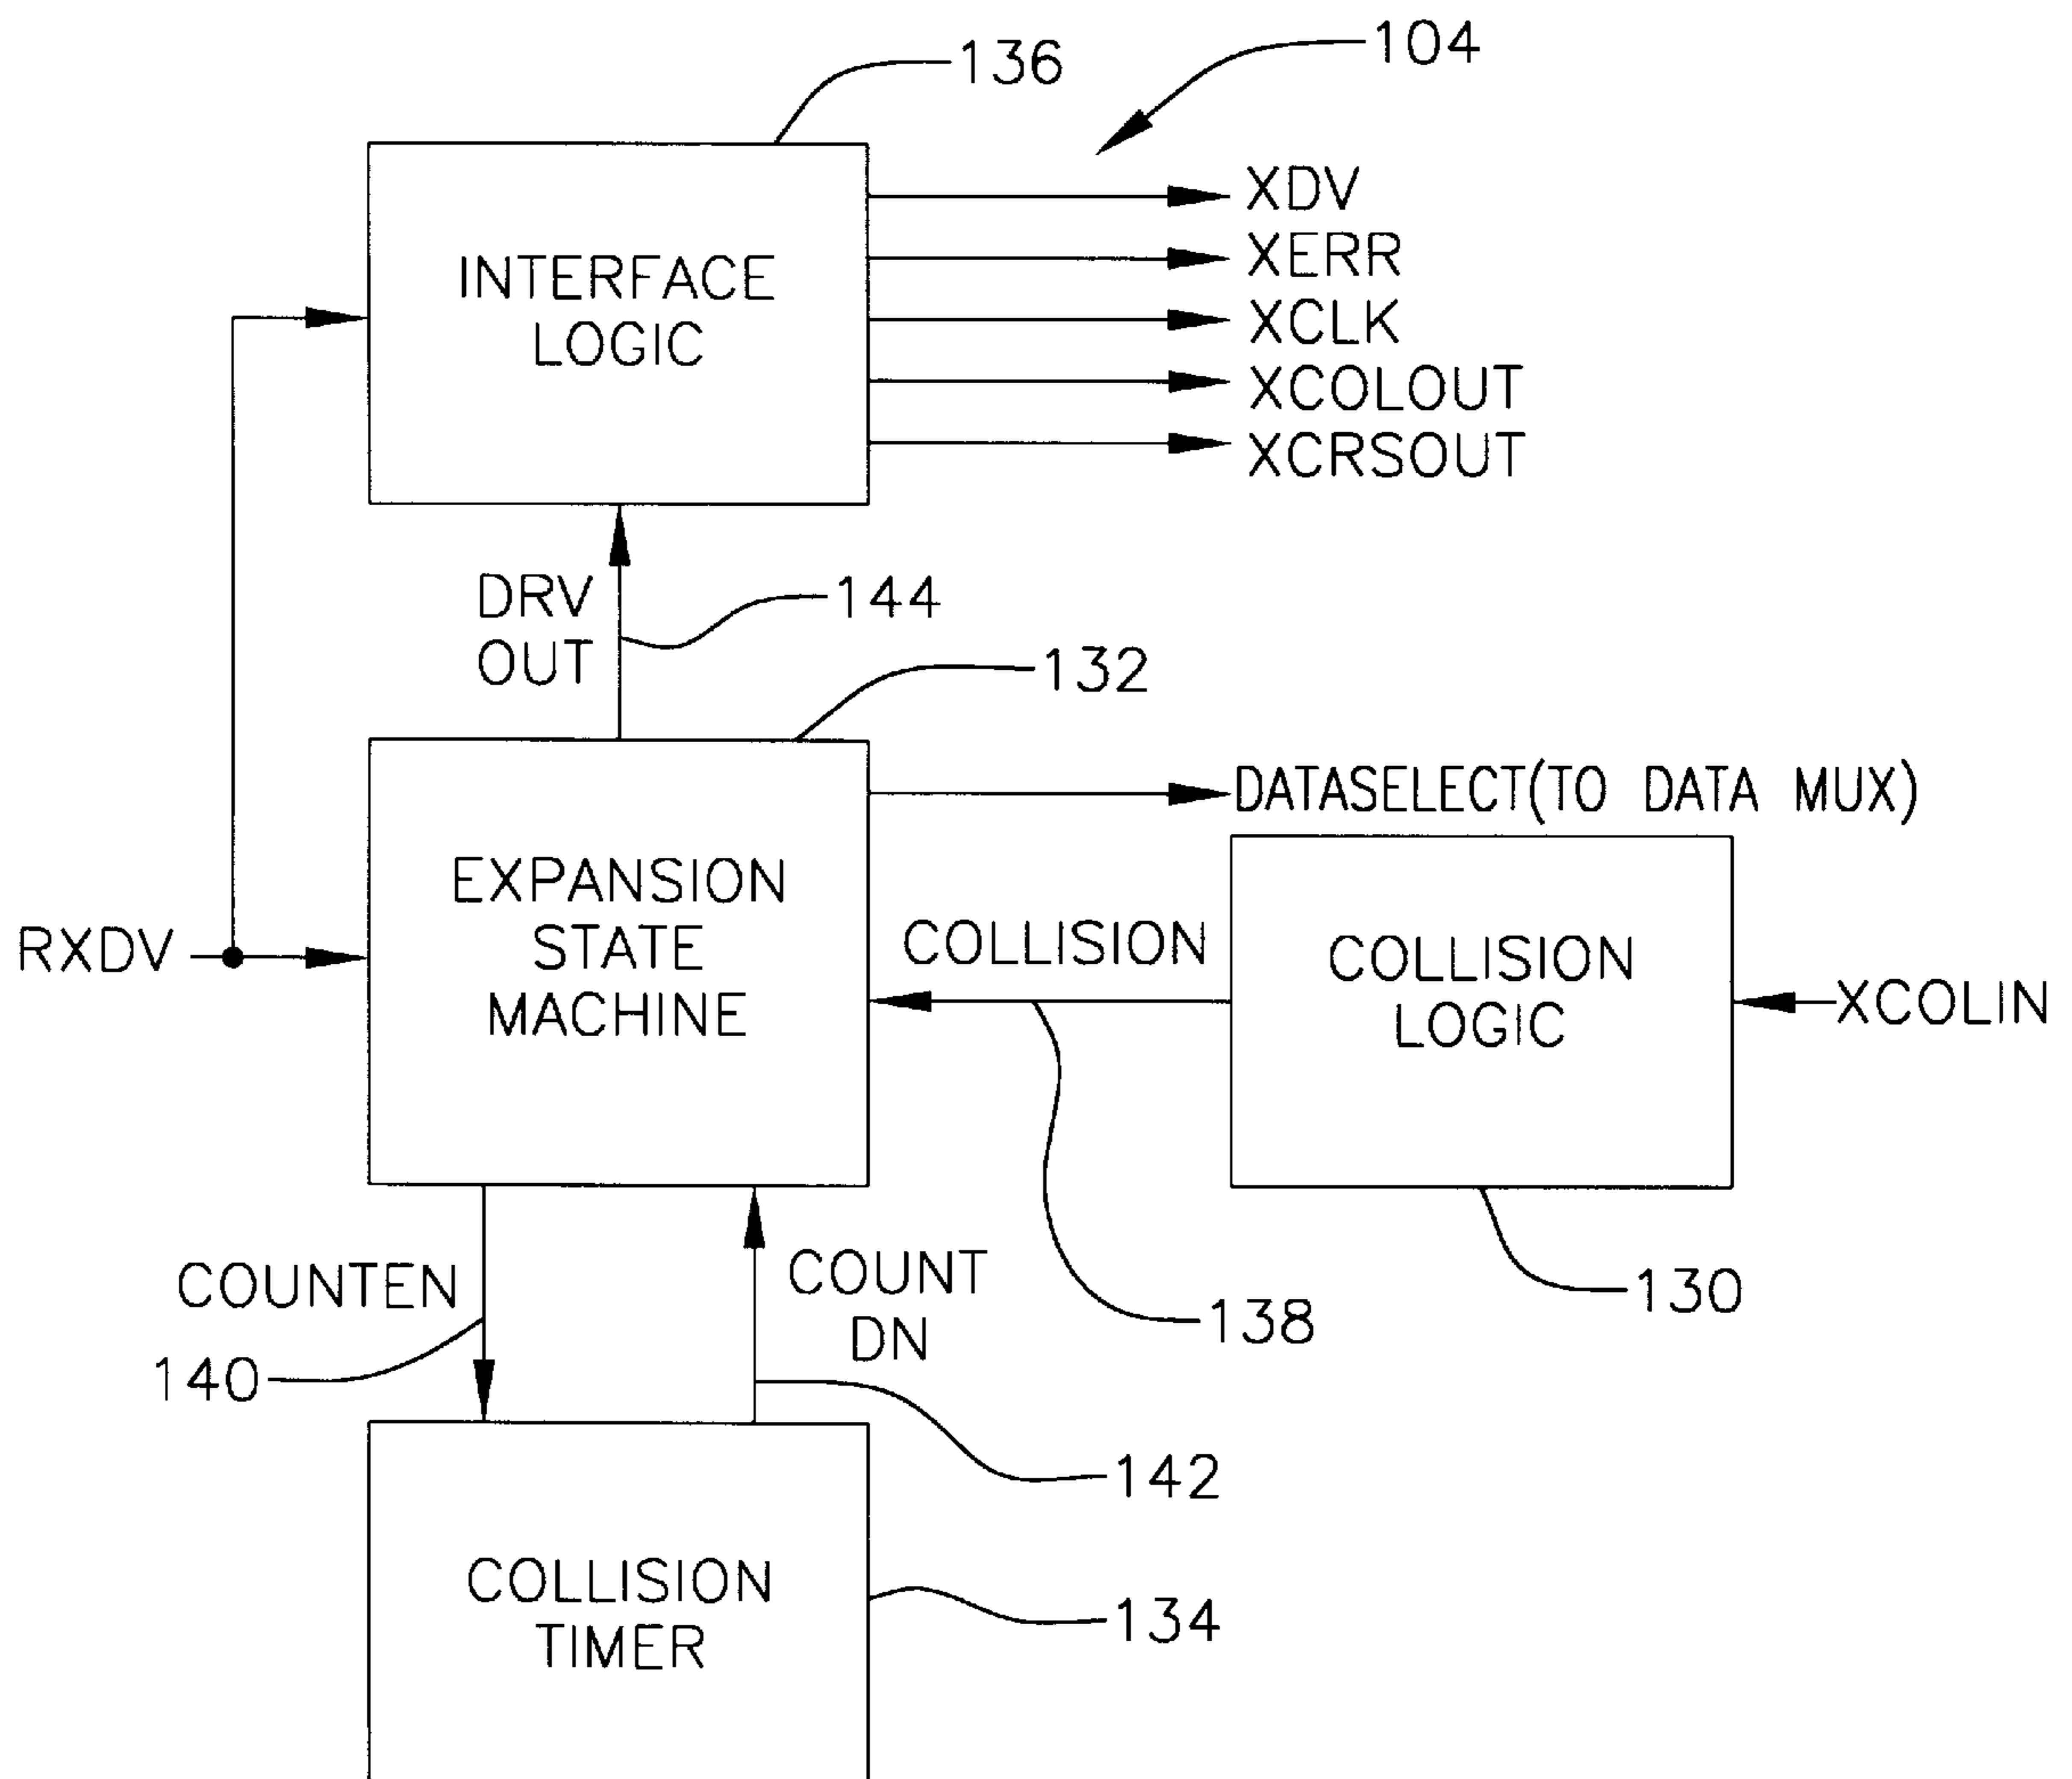 104
136
XDV
XERR
XCLK
XCOLOUT
XCRSOUT
INTERFACE
LOGIC
DRV
OUT
144
132
DATASELECT(TO DATA MUX)
EXPANSION
STATE
MACHINE
RXDV
COLLISION
COLLISION
LOGIC
XCOLIN
COUNTEN
COUNT
DN
140
138
130
142
COLLISION
TIMER
134